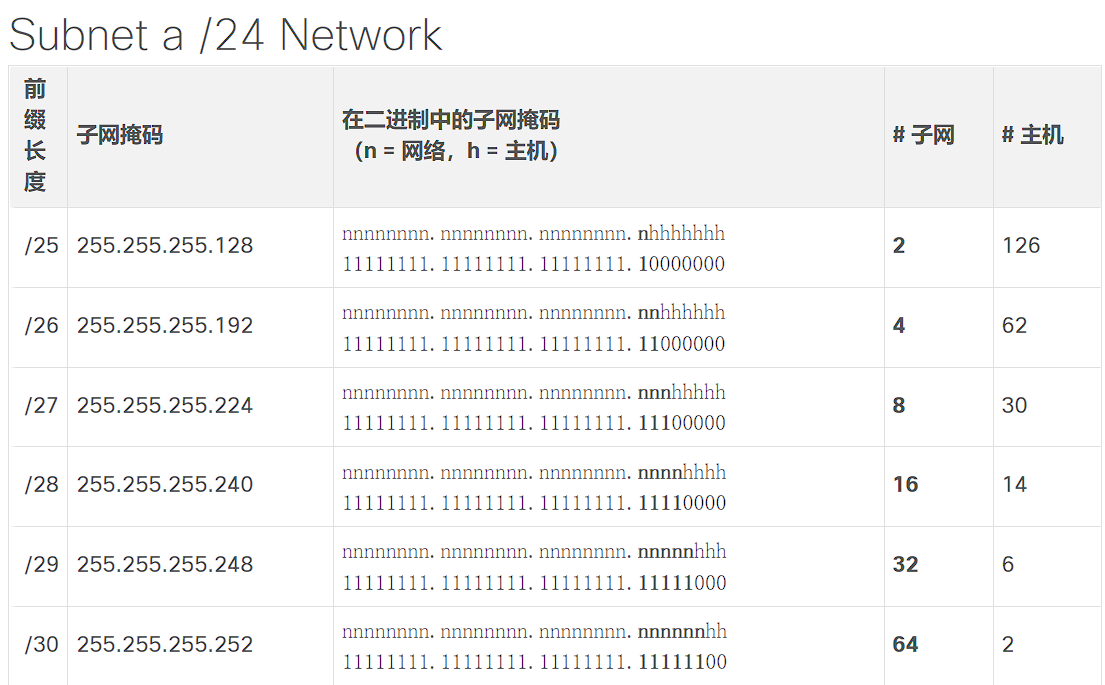 Subnet a /24 Network
前缀长度 子网掩码 在二进制中的子网掩码 # 子网 # 主机
（n = 网络，h = 主机）
/25 255.255.255.128 nnnnnnnn.nnnnnnnn.nnnnnnnn.nhhhhhhh 2 126
11111111.11111111.11111111.10000000
/26 255.255.255.192 nnnnnnnn.nnnnnnnn.nnnnnnnn.nnhhhhhh 4 62
11111111.11111111.11111111.11000000
/27 255.255.255.224 nnnnnnnn.nnnnnnnn.nnnnnnnn.nnnhhhhh 8 30
11111111.11111111.11111111.11100000
/28 255.255.255.240 nnnnnnnn.nnnnnnnn.nnnnnnnn.nnnnhhhh 16 14
11111111.11111111.11111111.11110000
/29 255.255.255.248 nnnnnnnn.nnnnnnnn.nnnnnnnn.nnnnnhhh 32 6
11111111.11111111.11111111.11111000
/30 255.255.255.252 nnnnnnnn.nnnnnnnn.nnnnnnnn.nnnnnnhh 64 2
11111111.11111111.11111111.11111100